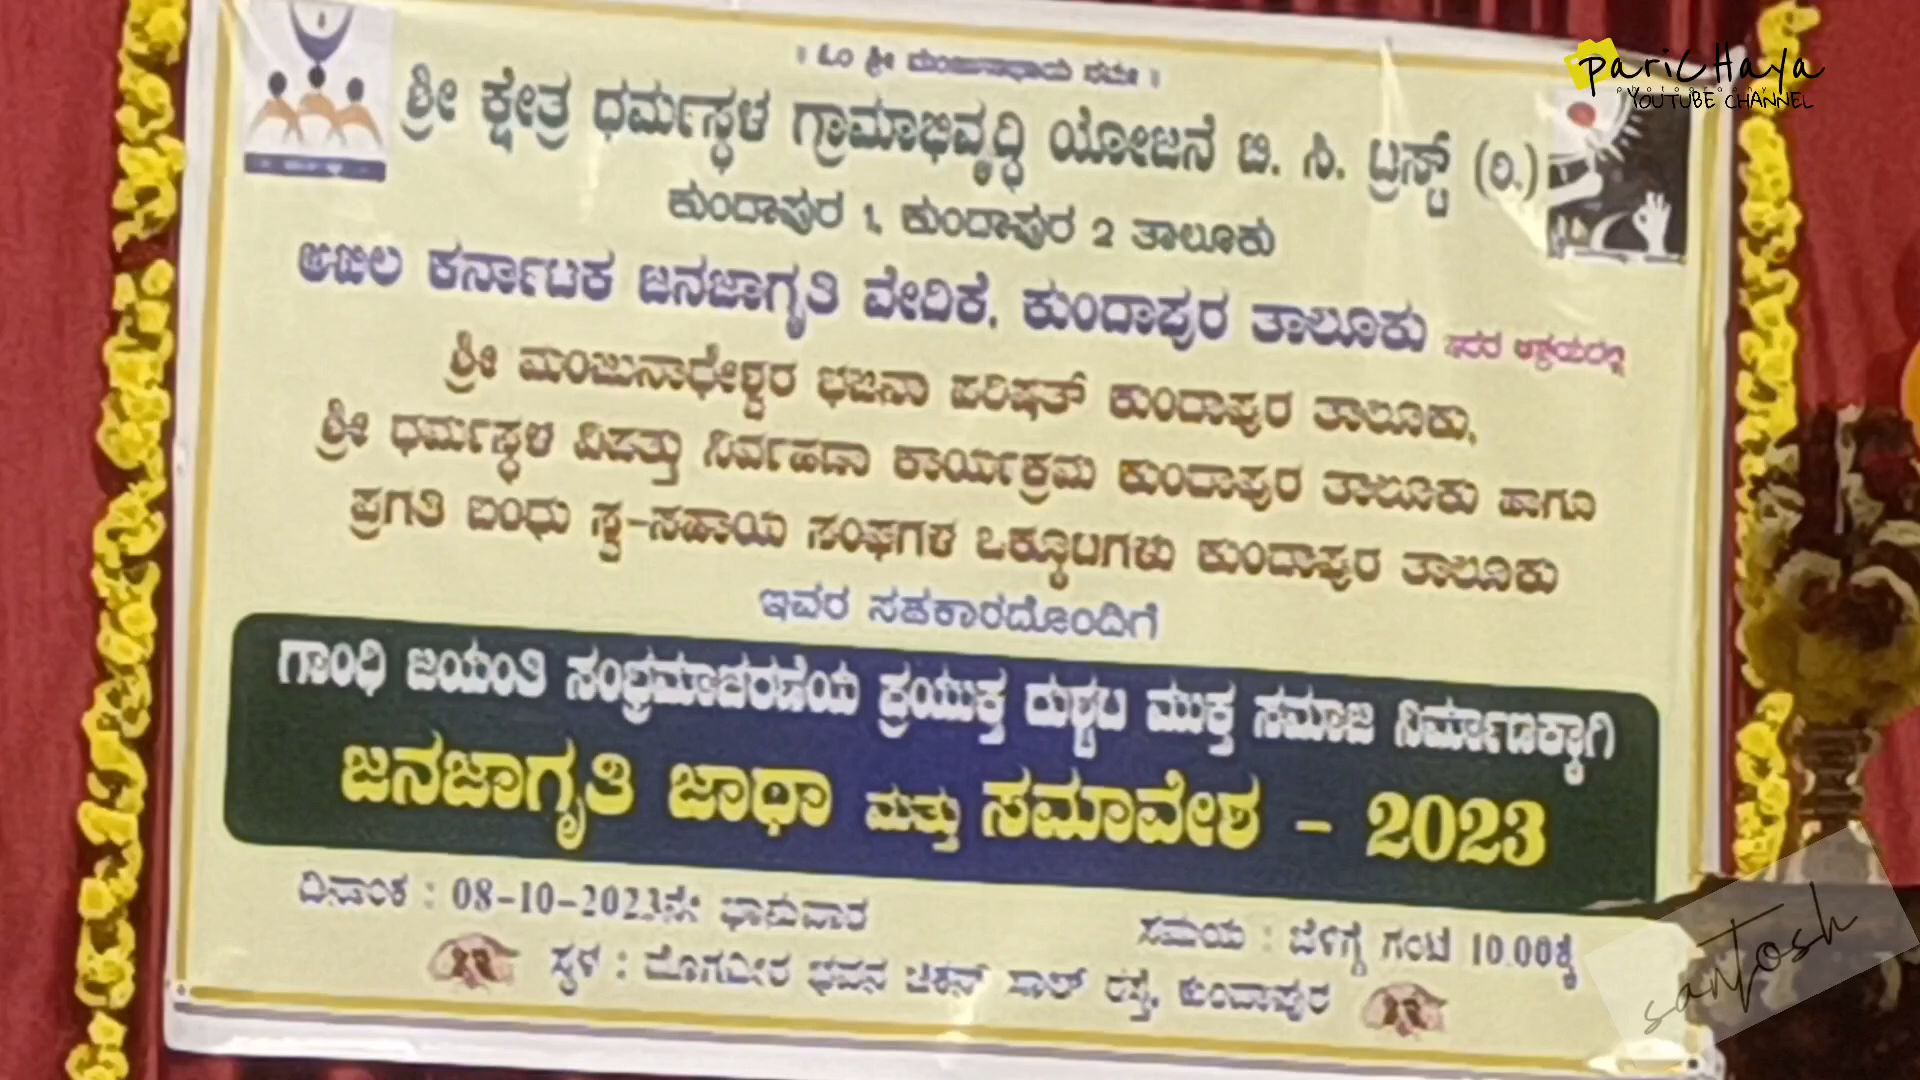 । ಓಂ ಶ್ರೀ ಮಂಜುನಾಥಾಯ ನಮಃ ।
ಶ್ರೀ ಕ್ಷೇತ್ರ ಧರ್ಮಸ್ಥಳ ಗ್ರಾಮಾಭಿವೃದ್ಧಿ ಯೋಜನೆ ಬಿ. ಸಿ. ಟ್ರಸ್ಟ್ (ರಿ.)
ಕುಂದಾಪುರ 1, ಕುಂದಾಪುರ 2 ತಾಲೂಕು
ಅಖಿಲ ಕರ್ನಾಟಕ ಜನಜಾಗೃತಿ ವೇದಿಕೆ, ಕುಂದಾಪುರ ತಾಲೂಕು ಇದರ ಆಶ್ರಯದಲ್ಲಿ
ಶ್ರೀ ಮಂಜುನಾಥೇಶ್ವರ ಭಜನಾ ಪರಿಷತ್ ಕುಂದಾಪುರ ತಾಲೂಕು,
ಶ್ರೀ ಧರ್ಮಸ್ಥಳ ವಿಪತ್ತು ನಿರ್ವಹಣಾ ಕಾರ್ಯಕ್ರಮ ಕುಂದಾಪುರ ತಾಲೂಕು ಹಾಗೂ
ಪ್ರಗತಿ ಬಂಧು ಸ್ವ-ಸಹಾಯ ಸಂಘಗಳ ಒಕ್ಕೂಟಗಳು ಕುಂದಾಪುರ ತಾಲೂಕು
ಇವರ ಸಹಕಾರದೊಂದಿಗೆ
ಗಾಂಧಿ ಜಯಂತಿ ಸಂಭ್ರಮಾಚರಣೆಯ ಪ್ರಯುಕ್ತ ದುಶ್ಚಟ ಮುಕ್ತ ಸಮಾಜ ನಿರ್ಮಾಣಕ್ಕಾಗಿ
ಜನಜಾಗೃತಿ ಜಾಥಾ ಮತ್ತು ಸಮಾವೇಶ - 2023
ದಿನಾಂಕ : 08-10-2023ನೇ ಭಾನುವಾರ
ಸಮಯ : ಬೆಳಿಗ್ಗೆ ಗಂಟೆ 10.00ಕ್ಕೆ
ಸ್ಥಳ : ಮೊಗವೀರ ಭವನ ಚಿಕನ್ ಸಾಲ್ ರಸ್ತೆ, ಕುಂದಾಪುರ
pariCHaya
photography
YOUTUBE CHANNEL
santosh